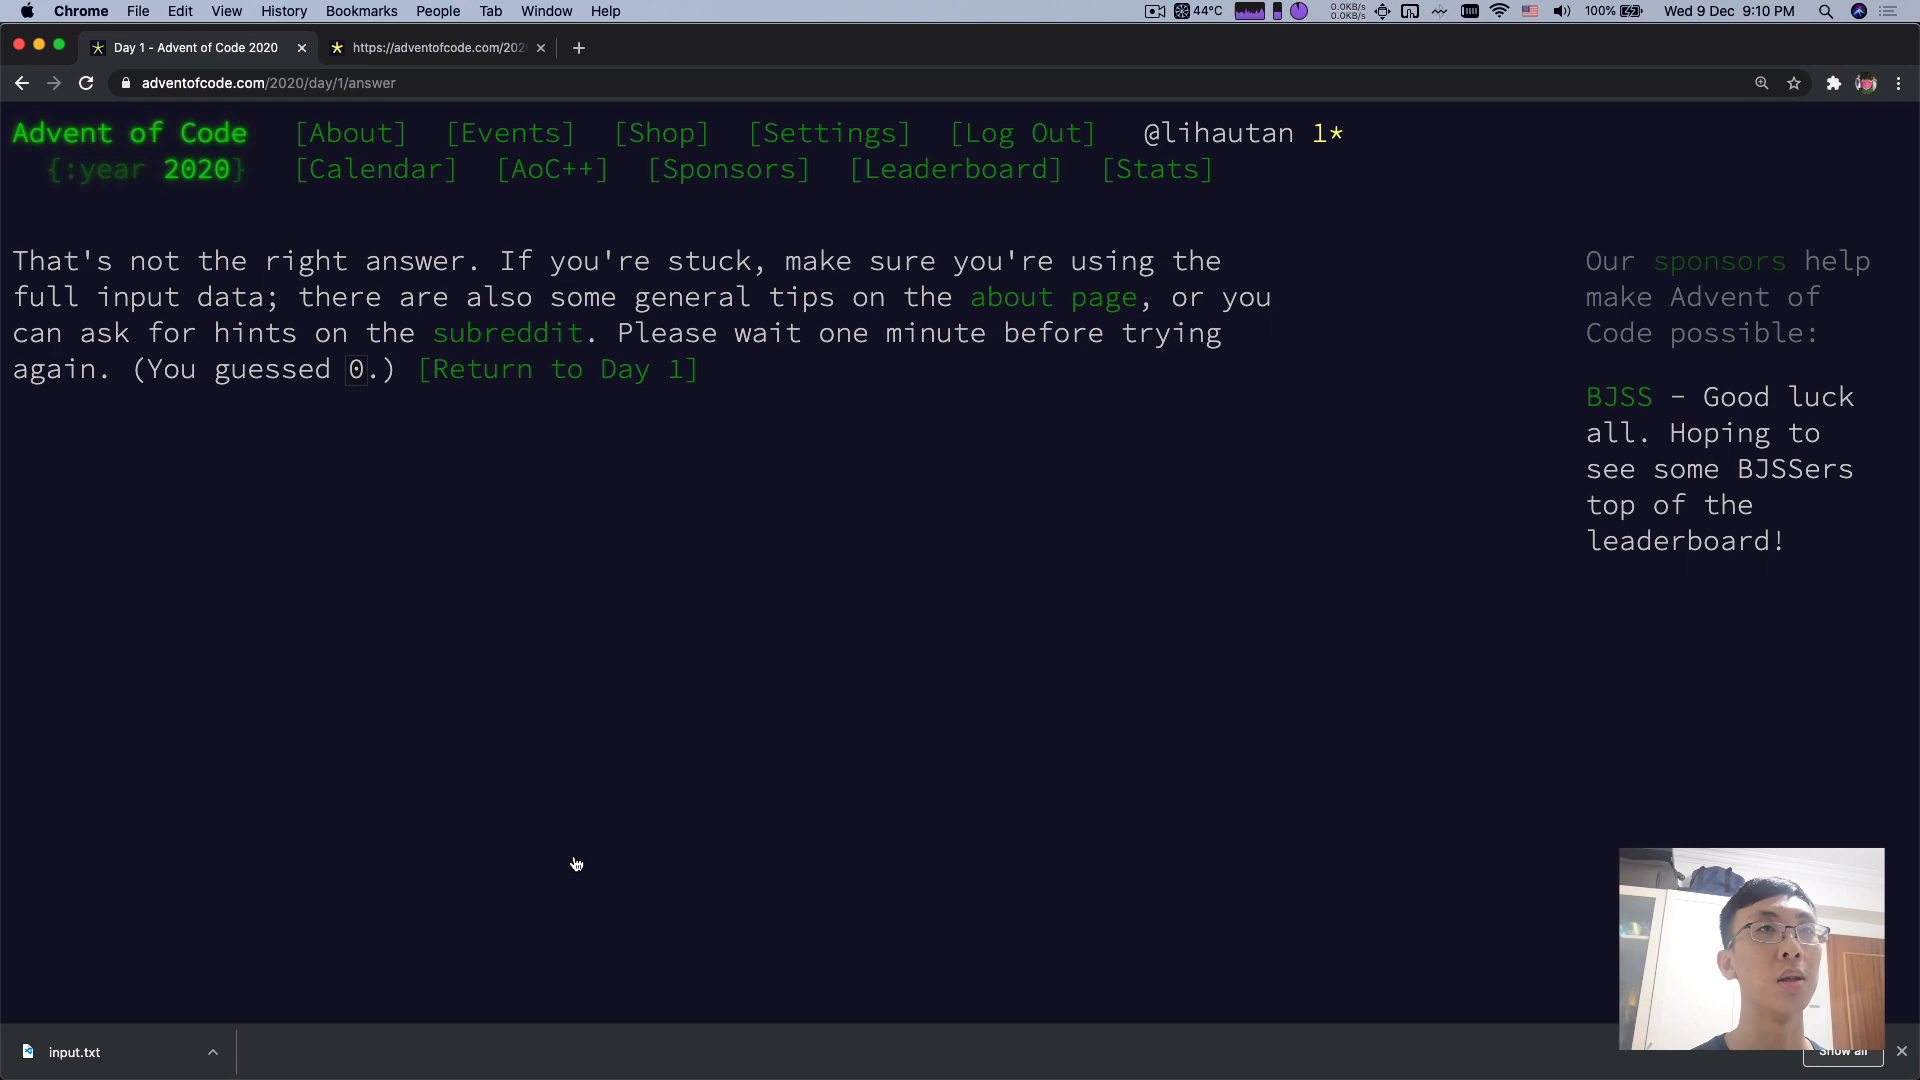 Chrome File Edit View History Bookmarks People Tab Window Help 44°C 0.0KB/s 0.0KB/s 100% Wed 9 Dec 9:10 PM
Day 1 - Advent of Code 2020 https://adventofcode.com/202
adventofcode.com/2020/day/1/answer
Advent of Code [About] [Events] [Shop] [Settings] [Log Out] @lihautan 1*
{:year 2020} [Calendar] [AoC++] [Sponsors] [Leaderboard] [Stats]
That's not the right answer. If you're stuck, make sure you're using the
full input data; there are also some general tips on the about page, or you
can ask for hints on the subreddit. Please wait one minute before trying
again. (You guessed 0.) [Return to Day 1]
Our sponsors help
make Advent of
Code possible:
BJSS - Good luck
all. Hoping to
see some BJSSers
top of the
leaderboard!
input.txt
Show all